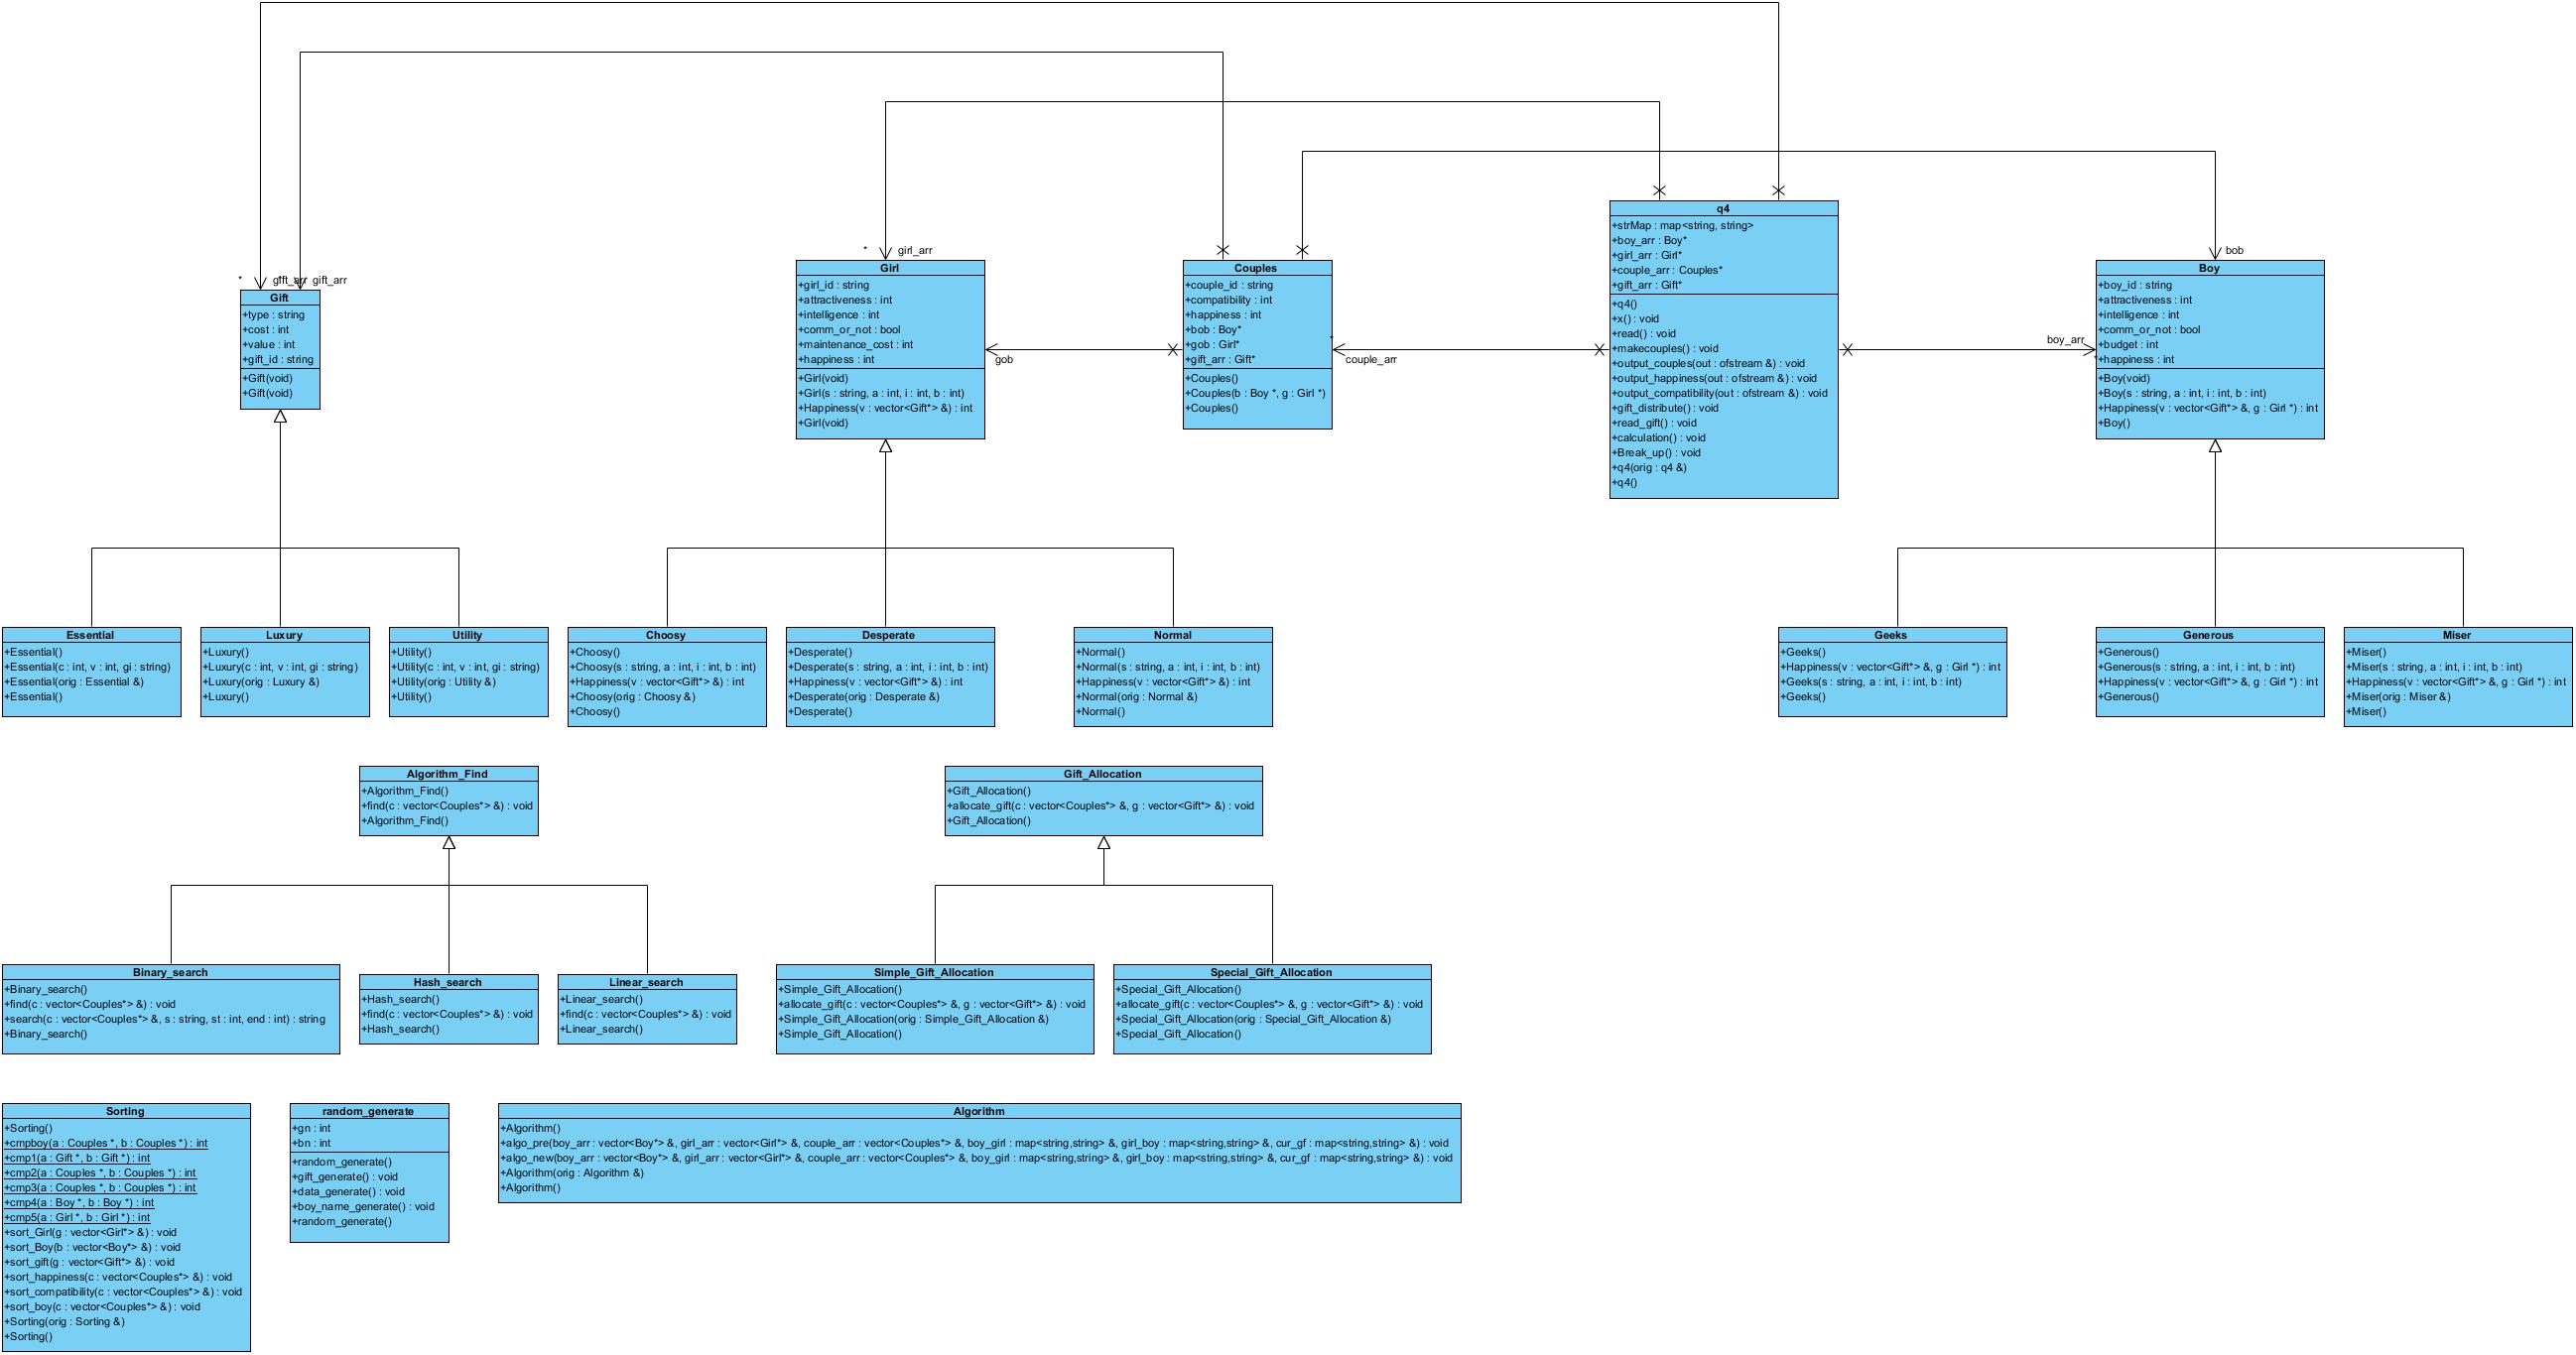 * girl_arr
bob
* gift_arr * gift_arr
Gift
+type : string
+cost : int
+value : int
+gift_id : string
+Gift(void)
+Gift(void)
Girl
+girl_id : string
+attractiveness : int
+intelligence : int
+comm_or_not : bool
+maintenance_cost : int
+happiness : int
+Girl(void)
+Girl(s : string, a : int, i : int, b : int)
+Happiness(v : vector<Gift*> &) : int
+Girl(void)
gob
Couples
+couple_id : string
+compatibility : int
+happiness : int
+bob : Boy*
+gob : Girl*
+gift_arr : Gift*
+Couples()
+Couples(b : Boy *, g : Girl *)
+Couples()
*
couple_arr
q4
+strMap : map<string, string>
+boy_arr : Boy*
+girl_arr : Girl*
+couple_arr : Couples*
+gift_arr : Gift*
+q4()
+x() : void
+read() : void
+makecouples() : void
+output_couples(out : ofstream &) : void
+output_happiness(out : ofstream &) : void
+output_compatibility(out : ofstream &) : void
+gift_distribute() : void
+read_gift() : void
+calculation() : void
+Break_up() : void
+q4(orig : q4 &)
+q4()
boy_arr
*
Boy
+boy_id : string
+attractiveness : int
+intelligence : int
+comm_or_not : bool
+budget : int
+happiness : int
+Boy(void)
+Boy(s : string, a : int, i : int, b : int)
+Happiness(v : vector<Gift*> &, g : Girl *) : int
+Boy()
Essential
+Essential()
+Essential(c : int, v : int, gi : string)
+Essential(orig : Essential &)
+Essential()
Luxury
+Luxury()
+Luxury(c : int, v : int, gi : string)
+Luxury(orig : Luxury &)
+Luxury()
Utility
+Utility()
+Utility(c : int, v : int, gi : string)
+Utility(orig : Utility &)
+Utility()
Choosy
+Choosy()
+Choosy(s : string, a : int, i : int, b : int)
+Happiness(v : vector<Gift*> &) : int
+Choosy(orig : Choosy &)
+Choosy()
Desperate
+Desperate()
+Desperate(s : string, a : int, i : int, b : int)
+Happiness(v : vector<Gift*> &) : int
+Desperate(orig : Desperate &)
+Desperate()
Normal
+Normal()
+Normal(s : string, a : int, i : int, b : int)
+Happiness(v : vector<Gift*> &) : int
+Normal(orig : Normal &)
+Normal()
Geeks
+Geeks()
+Happiness(v : vector<Gift*> &, g : Girl *) : int
+Geeks(s : string, a : int, i : int, b : int)
+Geeks()
Generous
+Generous()
+Generous(s : string, a : int, i : int, b : int)
+Happiness(v : vector<Gift*> &, g : Girl *) : int
+Generous()
Miser
+Miser()
+Miser(s : string, a : int, i : int, b : int)
+Happiness(v : vector<Gift*> &, g : Girl *) : int
+Miser(orig : Miser &)
+Miser()
Algorithm_Find
+Algorithm_Find()
+find(c : vector<Couples*> &) : void
+Algorithm_Find()
Gift_Allocation
+Gift_Allocation()
+allocate_gift(c : vector<Couples*> &, g : vector<Gift*> &) : void
+Gift_Allocation()
Binary_search
+Binary_search()
+find(c : vector<Couples*> &) : void
+search(c : vector<Couples*> &, s : string, st : int, end : int) : string
+Binary_search()
Hash_search
+Hash_search()
+find(c : vector<Couples*> &) : void
+Hash_search()
Linear_search
+Linear_search()
+find(c : vector<Couples*> &) : void
+Linear_search()
Simple_Gift_Allocation
+Simple_Gift_Allocation()
+allocate_gift(c : vector<Couples*> &, g : vector<Gift*> &) : void
+Simple_Gift_Allocation(orig : Simple_Gift_Allocation &)
+Simple_Gift_Allocation()
Special_Gift_Allocation
+Special_Gift_Allocation()
+allocate_gift(c : vector<Couples*> &, g : vector<Gift*> &) : void
+Special_Gift_Allocation(orig : Special_Gift_Allocation &)
+Special_Gift_Allocation()
Sorting
+Sorting()
+cmpboy(a : Couples *, b : Couples *) : int
+cmp1(a : Gift *, b : Gift *) : int
+cmp2(a : Couples *, b : Couples *) : int
+cmp3(a : Couples *, b : Couples *) : int
+cmp4(a : Boy *, b : Boy *) : int
+cmp5(a : Girl *, b : Girl *) : int
+sort_Girl(g : vector<Girl*> &) : void
+sort_Boy(b : vector<Boy*> &) : void
+sort_gift(g : vector<Gift*> &) : void
+sort_happiness(c : vector<Couples*> &) : void
+sort_compatibility(c : vector<Couples*> &) : void
+sort_boy(c : vector<Couples*> &) : void
+Sorting(orig : Sorting &)
+Sorting()
random_generate
+gn : int
+bn : int
+random_generate()
+gift_generate() : void
+data_generate() : void
+boy_name_generate() : void
+random_generate()
Algorithm
+Algorithm()
+algo_pre(boy_arr : vector<Boy*> &, girl_arr : vector<Girl*> &, couple_arr : vector<Couples*> &, boy_girl : map<string,string> &, girl_boy : map<string,string> &, cur_gf : map<string,string> &) : void
+algo_new(boy_arr : vector<Boy*> &, girl_arr : vector<Girl*> &, couple_arr : vector<Couples*> &, boy_girl : map<string,string> &, girl_boy : map<string,string> &, cur_gf : map<string,string> &) : void
+Algorithm(orig : Algorithm &)
+Algorithm()